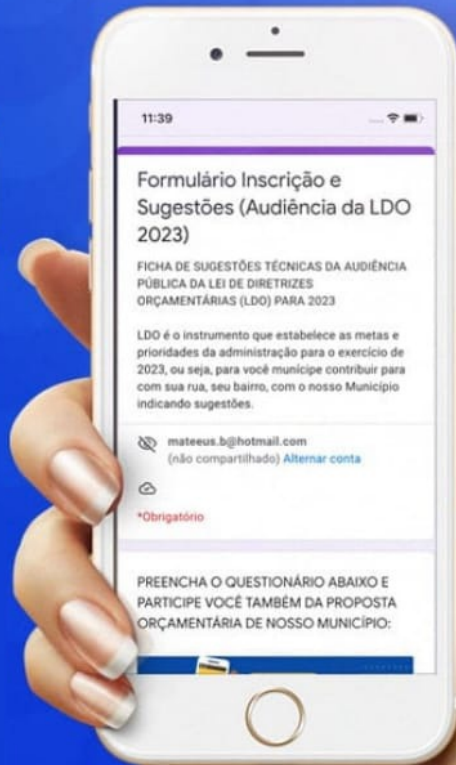 11:39
Formulário Inscrição e
Sugestões (Audiência da LDO
2023)
FICHA DE SUGESTÕES TÉCNICAS DA AUDIÊNCIA
PÚBLICA DA LEI DE DIRETRIZES
ORÇAMENTÁRIAS (LDO) PARA 2023
LDO é o instrumento que estabelece as metas e
prioridades da administração para o exercício de
2023, ou seja, para você munícipe contribuir para
com sua rua, seu bairro, com o nosso Município
indicando sugestões.
mateeus.b@hotmail.com
(não compartilhado) Alternar conta
*Obrigatório
PREENCHA O QUESTIONÁRIO ABAIXO E
PARTICIPE VOCÊ TAMBÉM DA PROPOSTA
ORÇAMENTÁRIA DE NOSSO MUNICÍPIO: